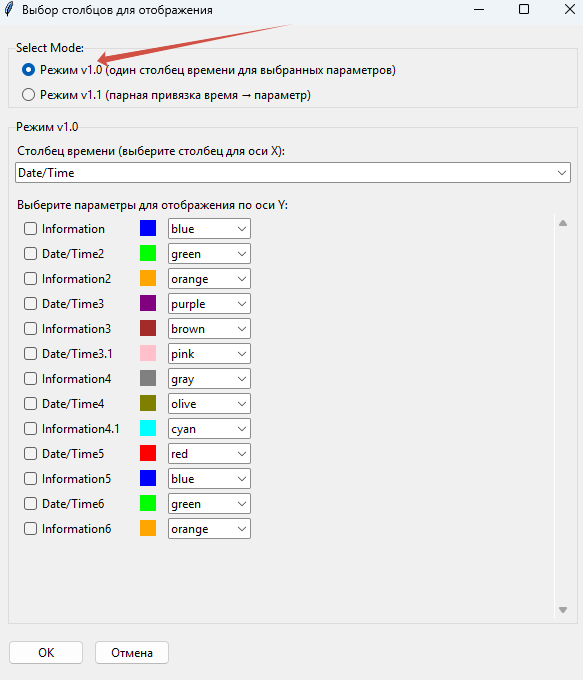 Выбор столбцов для отображения
Select Mode:
Режим v1.0 (один столбец времени для выбранных параметров)
Режим v1.1 (парная привязка время → параметр)
Режим v1.0
Столбец времени (выберите столбец для оси X):
Date/Time
Выберите параметры для отображения по оси Y:
Information blue
Date/Time2 green
Information2 orange
Date/Time3 purple
Information3 brown
Date/Time3.1 pink
Information4 gray
Date/Time4 olive
Information4.1 cyan
Date/Time5 red
Information5 blue
Date/Time6 green
Information6 orange
OK Отмена